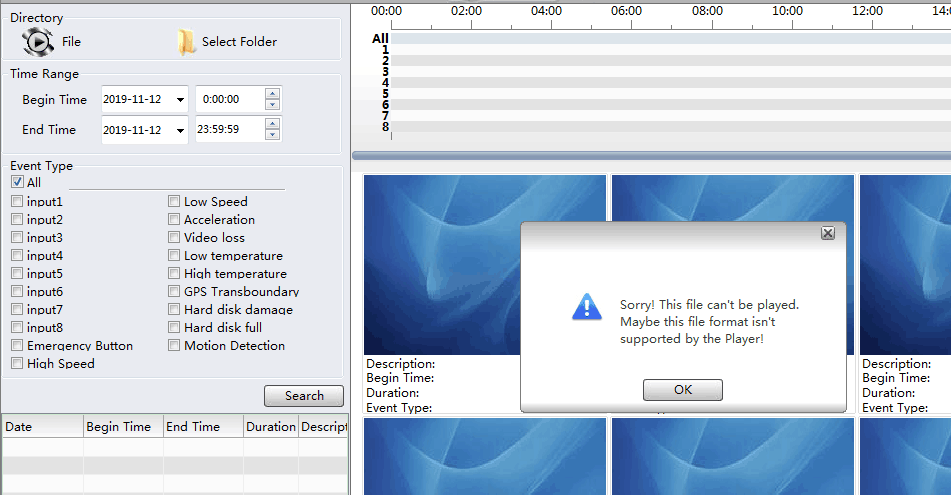 Directory
File
Select Folder
Time Range
Begin Time 2019-11-12 0:00:00
End Time 2019-11-12 23:59:59
Event Type
All
input1 Low Speed
input2 Acceleration
input3 Video loss
input4 Low temperature
input5 High temperature
input6 GPS Transboundary
input7 Hard disk damage
input8 Hard disk full
Emergency Button Motion Detection
High Speed
Search
Date Begin Time End Time Duration Descript
00:00 02:00 04:00 06:00 08:00 10:00 12:00 14:0
All
1
2
3
4
5
6
7
8
Sorry! This file can't be played.
Maybe this file format isn't
supported by the Player!
OK
Description: Description:
Begin Time: Begin Time:
Duration: Duration:
Event Type: Event Type: